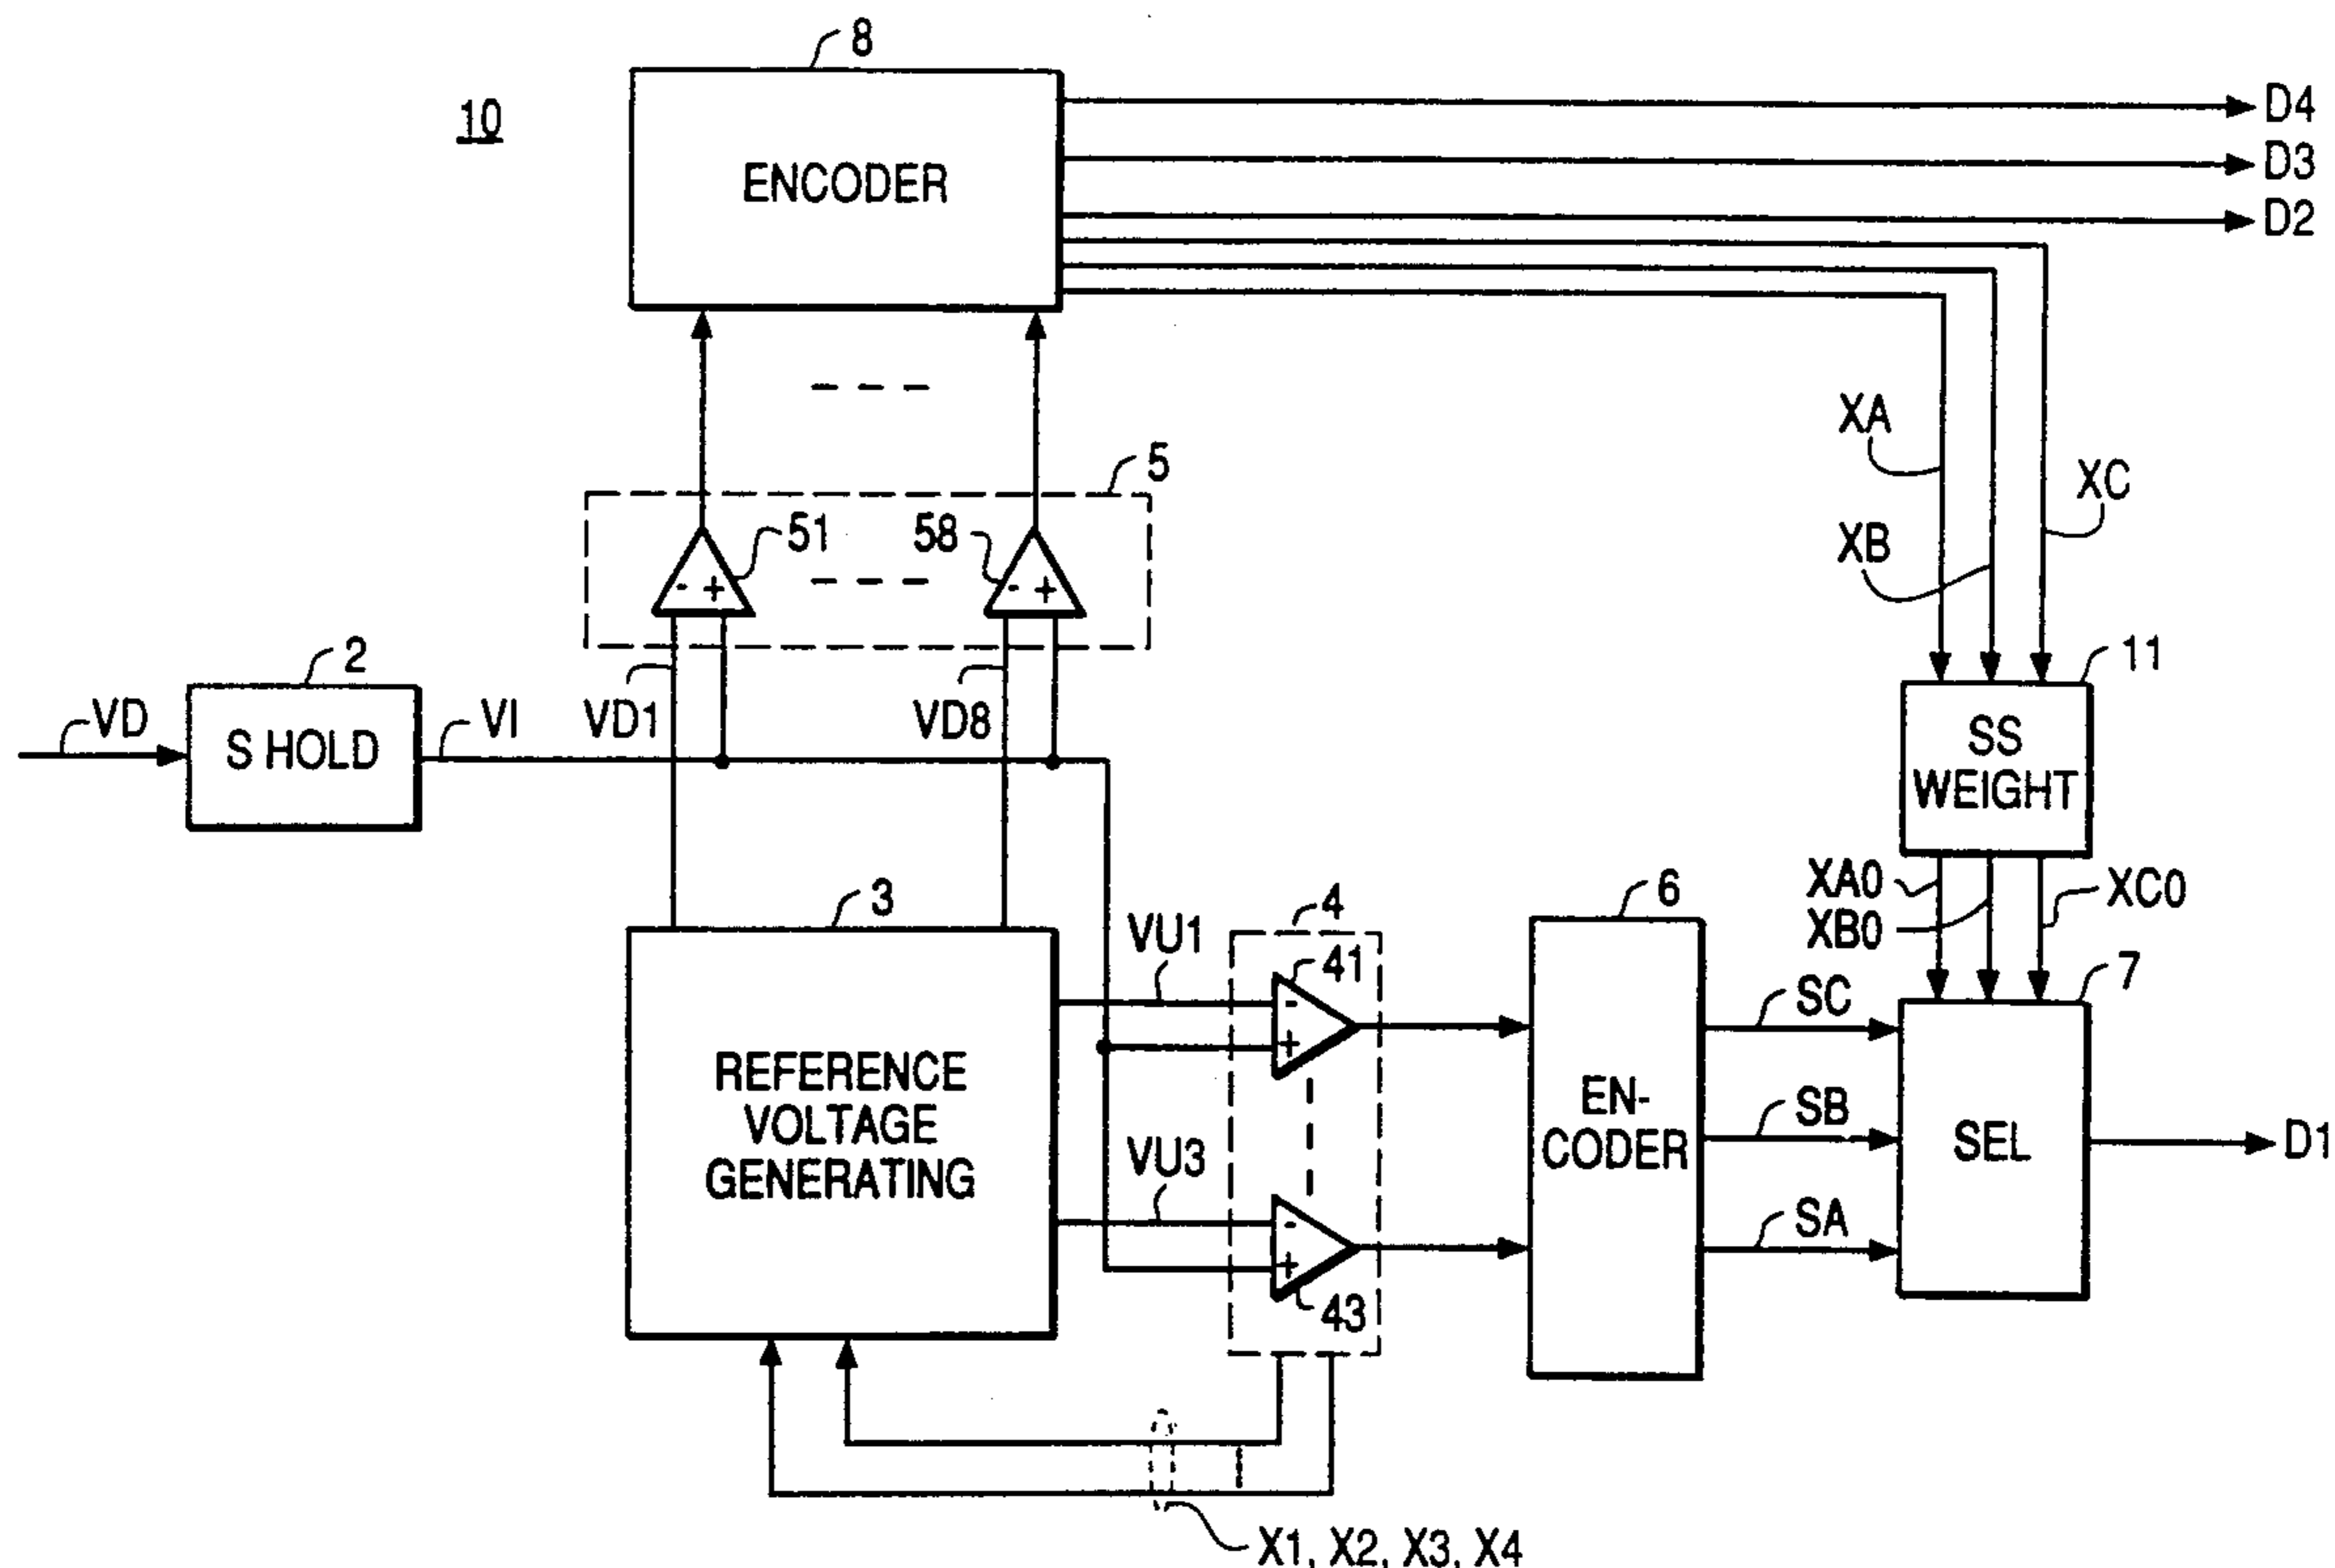 8
10
ENCODER
D4
D3
D2
XA
XB
XC
5
51
58
- +
- +
2
VD
S HOLD
VI
VD1
VD8
11
SS
WEIGHT
XA0
XB0
XC0
3
REFERENCE
VOLTAGE
GENERATING
VU1
VU3
4
41
-
+
-
+
43
6
EN-
CODER
SC
SB
SA
7
SEL
D1
X1, X2, X3, X4